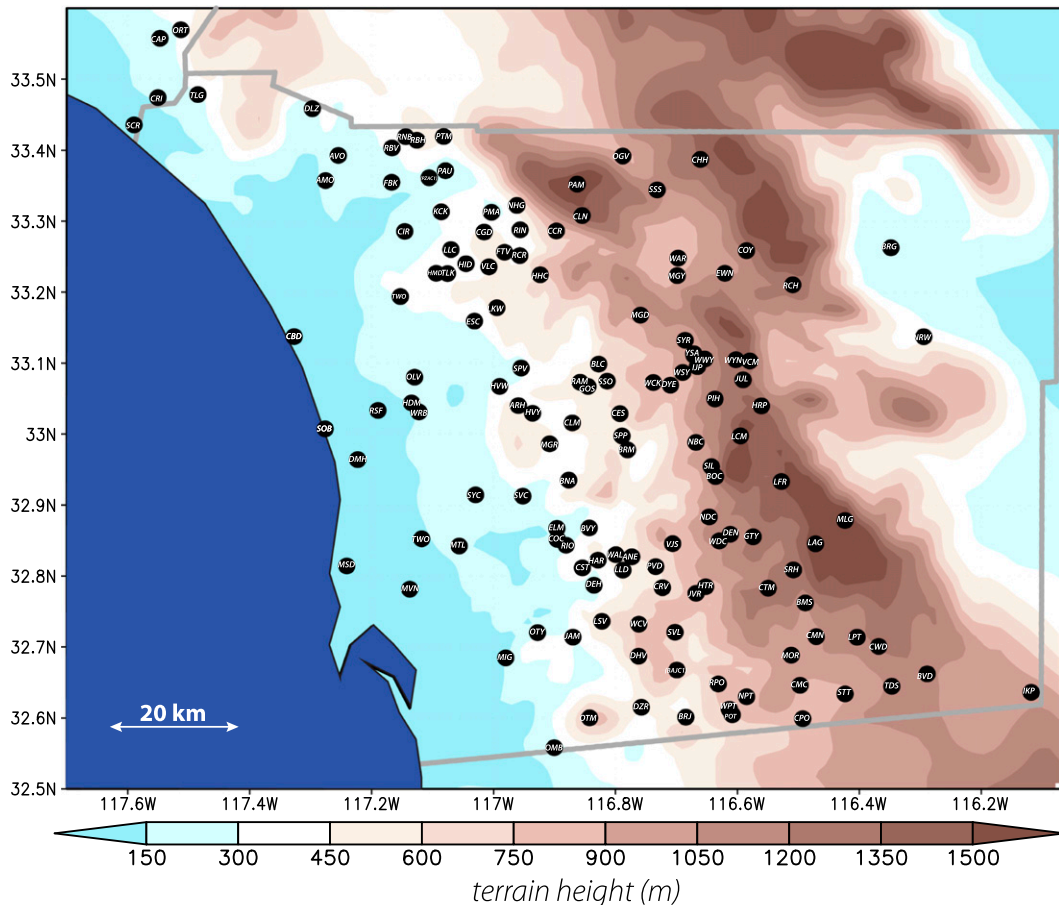 ORT
CAP
33.5N
CRI
TLG
DLZ
SCR
33.4N
RNB
RBH
PTM
RBV
AVO
OGV
CHH
PAU
AMO
FBK
PAM
SSS
33.3N
KCK
PMA
NHG
CLN
CIR
CGD
RIN
CCR
BRG
LLC
FTV
RCR
COY
HID
VLC
WAR
HMD
TLK
HHC
MGY
EWN
RCH
33.2N
TWO
LKW
ESC
MGD
CBD
SYR
NRW
33.1N
YSA
WWY
WYN
VCM
SPV
BLC
JUL
OLV
HVW
RAM
GOS
SSO
WCK
DYE
WSY
PIH
HDM
WRB
RSF
ARH
HVY
CES
HRP
33N
SOB
CLM
SPP
LCM
MGR
BRM
NBC
DMH
SIL
BOC
BNA
LFR
32.9N
SYC
SVC
NDC
MLG
ELM
BVY
TWO
COC
RIO
VJS
WDC
DEN
GTY
LAG
MTL
32.8N
MSD
CST
HAR
WAL
ANE
LLD
PVD
SRH
MVN
DEH
CRV
JVR
HTR
CTM
BMS
32.7N
OTY
JAM
LSV
WCV
SVL
CMN
LPT
CWD
MIG
DHV
MOR
RPO
CMC
TDS
BVD
NPT
STT
IKP
32.6N
20 km
OTM
DZR
BRJ
WPT
POT
CPO
OMB
32.5N
117.6W 117.4W 117.2W 117W 116.8W 116.6W 116.4W 116.2W
150 300 450 600 750 900 1050 1200 1350 1500
terrain height (m)